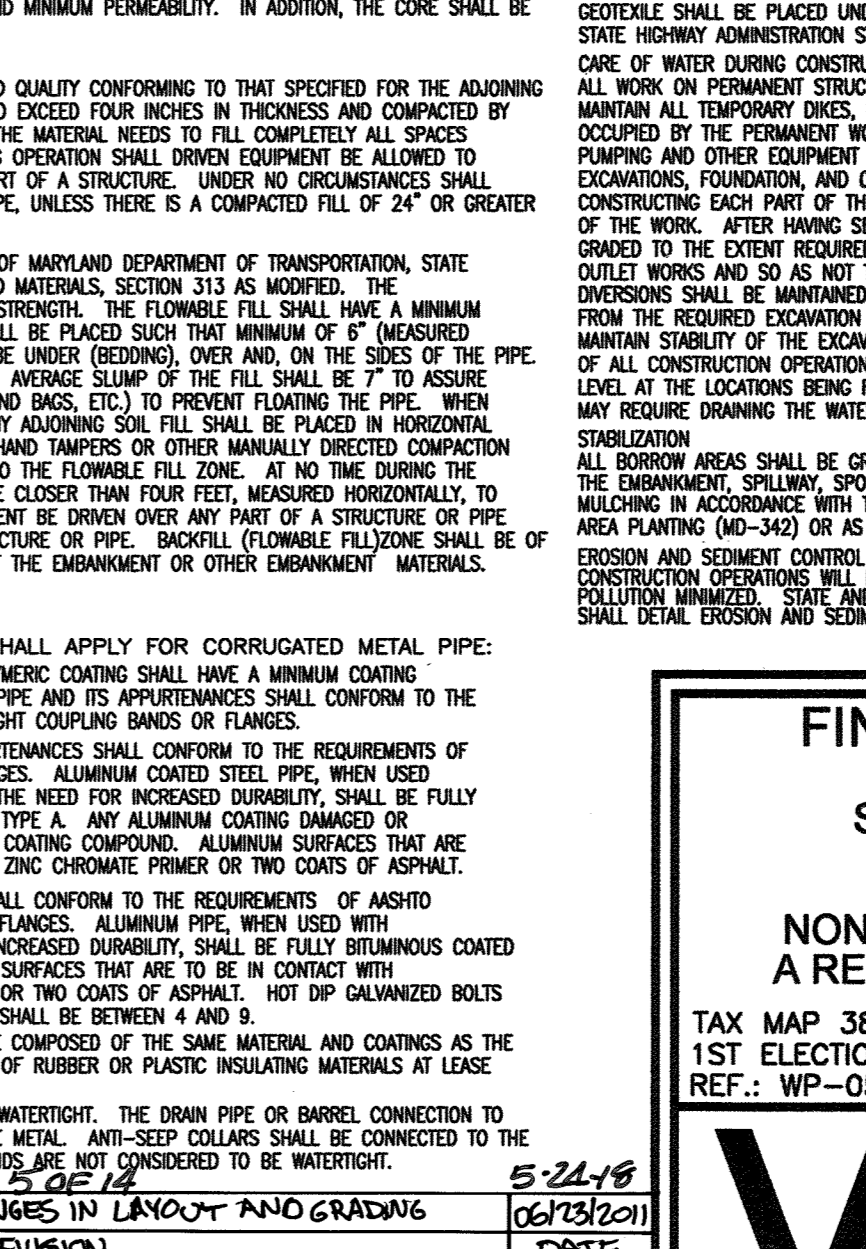 ND MINIMUM PERMEABILITY. IN ADDITION, THE CORE SHALL BE
D QUALITY CONFORMING TO THAT SPECIFIED FOR THE ADJOINING
O EXCEED FOUR INCHES IN THICKNESS AND COMPACTED BY
THE MATERIAL NEEDS TO FILL COMPLETELY ALL SPACES
S OPERATION SHALL DRIVEN EQUIPMENT BE ALLOWED TO
RT OF A STRUCTURE. UNDER NO CIRCUMSTANCES SHALL
PE, UNLESS THERE IS A COMPACTED FILL OF 24" OR GREATER
OF MARYLAND DEPARTMENT OF TRANSPORTATION, STATE
D MATERIALS, SECTION 313 AS MODIFIED. THE
STRENGTH. THE FLOWABLE FILL SHALL HAVE A MINIMUM
LL BE PLACED SUCH THAT MINIMUM OF 6" (MEASURED
BE UNDER (BEDDING), OVER AND, ON THE SIDES OF THE PIPE.
AVERAGE SLUMP OF THE FILL SHALL BE 7" TO ASSURE
ND BAGS, ETC.) TO PREVENT FLOATING THE PIPE. WHEN
Y ADJOINING SOIL FILL SHALL BE PLACED IN HORIZONTAL
HAND TAMPERS OR OTHER MANUALLY DIRECTED COMPACTION
O THE FLOWABLE FILL ZONE. AT NO TIME DURING THE
E CLOSER THAN FOUR FEET, MEASURED HORIZONTALLY, TO
ENT BE DRIVEN OVER ANY PART OF A STRUCTURE OR PIPE
CTURE OR PIPE. BACKFILL (FLOWABLE FILL)ZONE SHALL BE OF
T THE EMBANKMENT OR OTHER EMBANKMENT MATERIALS.
HALL APPLY FOR CORRUGATED METAL PIPE:
MERIC COATING SHALL HAVE A MINIMUM COATING
PIPE AND ITS APPURTENANCES SHALL CONFORM TO THE
GHT COUPLING BANDS OR FLANGES.
TENANCES SHALL CONFORM TO THE REQUIREMENTS OF
GES. ALUMINUM COATED STEEL PIPE, WHEN USED
THE NEED FOR INCREASED DURABILITY, SHALL BE FULLY
TYPE A. ANY ALUMINUM COATING DAMAGED OR
COATING COMPOUND. ALUMINUM SURFACES THAT ARE
ZINC CHROMATE PRIMER OR TWO COATS OF ASPHALT.
ALL CONFORM TO THE REQUIREMENTS OF AASHTO
FLANGES. ALUMINUM PIPE, WHEN USED WITH
NCREASED DURABILITY, SHALL BE FULLY BITUMINOUS COATED
SURFACES THAT ARE TO BE IN CONTACT WITH
OR TWO COATS OF ASPHALT. HOT DIP GALVANIZED BOLTS
SHALL BE BETWEEN 4 AND 9.
E COMPOSED OF THE SAME MATERIAL AND COATINGS AS THE
OF RUBBER OR PLASTIC INSULATING MATERIALS AT LEASE
WATERTIGHT. THE DRAIN PIPE OR BARREL CONNECTION TO
E METAL. ANTI-SEEP COLLARS SHALL BE CONNECTED TO THE
NDS ARE NOT CONSIDERED TO BE WATERTIGHT.
5 OF 14 5-24-18
NGES IN LAYOUT AND GRADING 06/23/2011
EVISION DATE
GEOTEXILE SHALL BE PLACED UND
STATE HIGHWAY ADMINISTRATION S
CARE OF WATER DURING CONSTRU
ALL WORK ON PERMANENT STRUC
MAINTAIN ALL TEMPORARY DIKES,
OCCUPIED BY THE PERMANENT WO
PUMPING AND OTHER EQUIPMENT
EXCAVATIONS, FOUNDATION, AND O
CONSTRUCTING EACH PART OF TH
OF THE WORK. AFTER HAVING SE
GRADED TO THE EXTENT REQUIREM
OUTLET WORKS AND SO AS NOT T
DIVERSIONS SHALL BE MAINTAINED
FROM THE REQUIRED EXCAVATION
MAINTAIN STABILITY OF THE EXCAV
OF ALL CONSTRUCTION OPERATION
LEVEL AT THE LOCATIONS BEING
MAY REQUIRE DRAINING THE WATE
STABILIZATION
ALL BORROW AREAS SHALL BE GR
THE EMBANKMENT, SPILLWAY, SPO
MULCHING IN ACCORDANCE WITH T
AREA PLANTING (MD-342) OR AS
EROSION AND SEDIMENT CONTROL
CONSTRUCTION OPERATIONS WILL
POLLUTION MINIMIZED. STATE AND
SHALL DETAIL EROSION AND SEDIM
FIN
S
NON
A RE
TAX MAP 38
1ST ELECTIO
REF.: WP-0